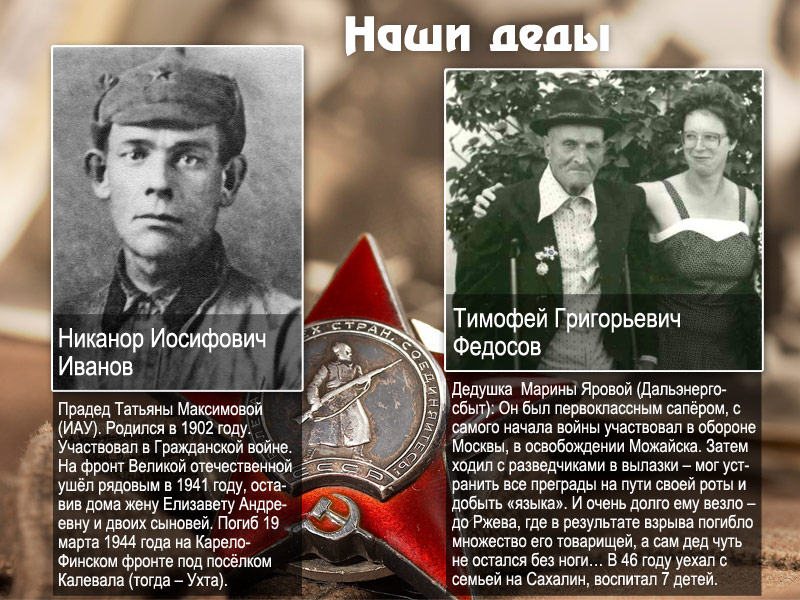 Наши деды
Никанор Иосифович
Иванов
Прадед Татьяны Максимовой
(ИАУ). Родился в 1902 году.
Участвовал в Гражданской войне.
На фронт Великой отечественной
ушёл рядовым в 1941 году, оста-
вив дома жену Елизавету Андре-
евну и двоих сыновей. Погиб 19
марта 1944 года на Карело-
Финском фронте под посёлком
Калевала (тогда – Ухта).
Тимофей Григорьевич
Федосов
Дедушка Марины Яровой (Дальэнерго-
сбыт): Он был первоклассным сапёром, с
самого начала войны участвовал в обороне
Москвы, в освобождении Можайска. Затем
ходил с разведчиками в вылазки – мог уст-
ранить все преграды на пути своей роты и
добыть «языка». И очень долго ему везло –
до Ржева, где в результате взрыва погибло
множество его товарищей, а сам дед чуть
не остался без ноги... В 46 году уехал с
семьей на Сахалин, воспитал 7 детей.
Х СТРАН, СОЕДИНЯЙТЕСЬ!
СССР